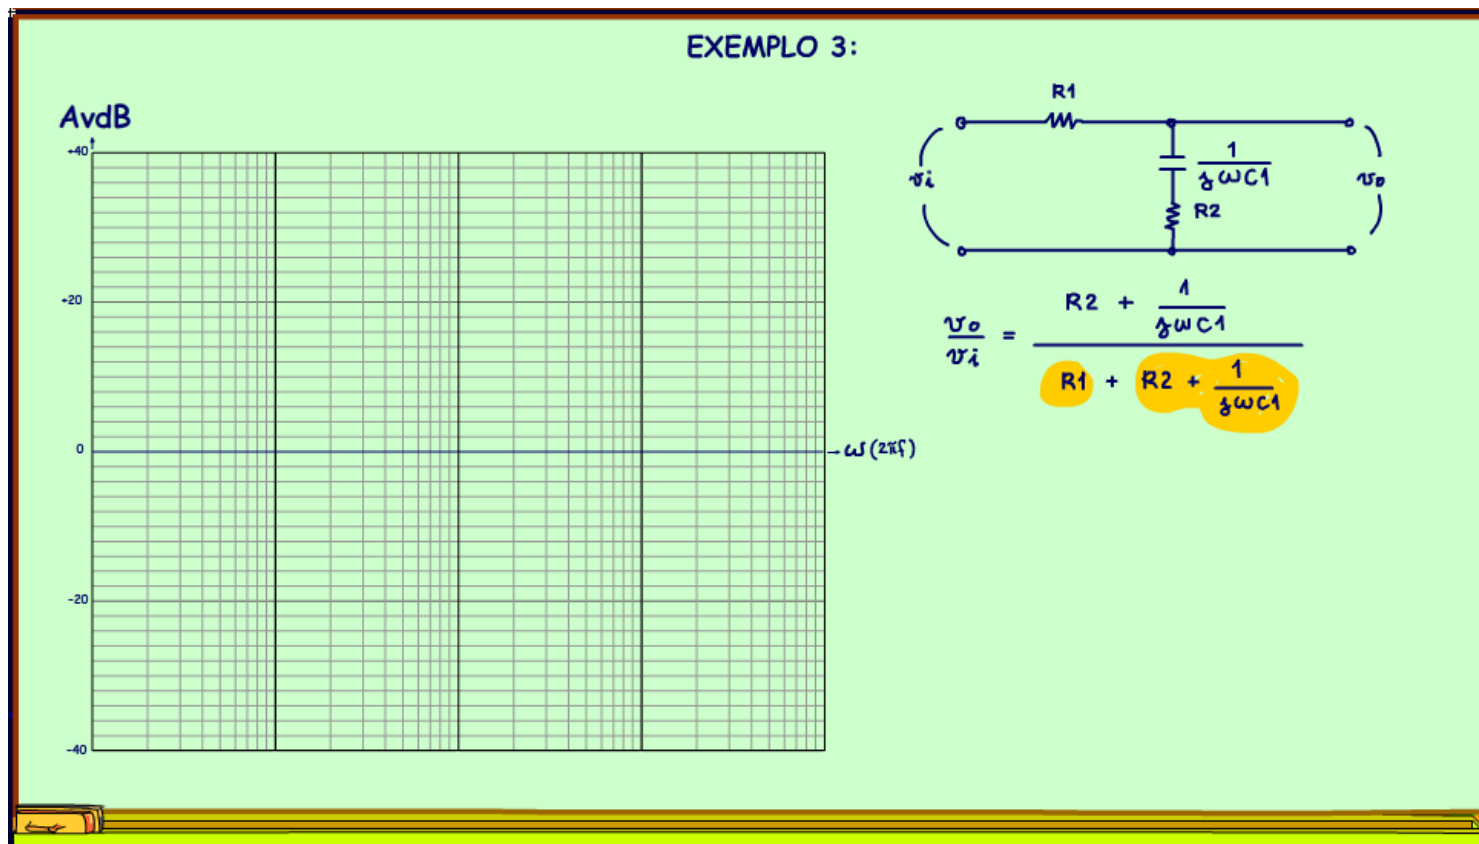 EXEMPLO 3:
AvdB
+40
+20
0
-20
-40
→ ω(2πf)
R1
vi
1
jωC1
R2
vo
vo
vi
=
R2 + 1
jωC1
R1 + R2 + 1
jωC1